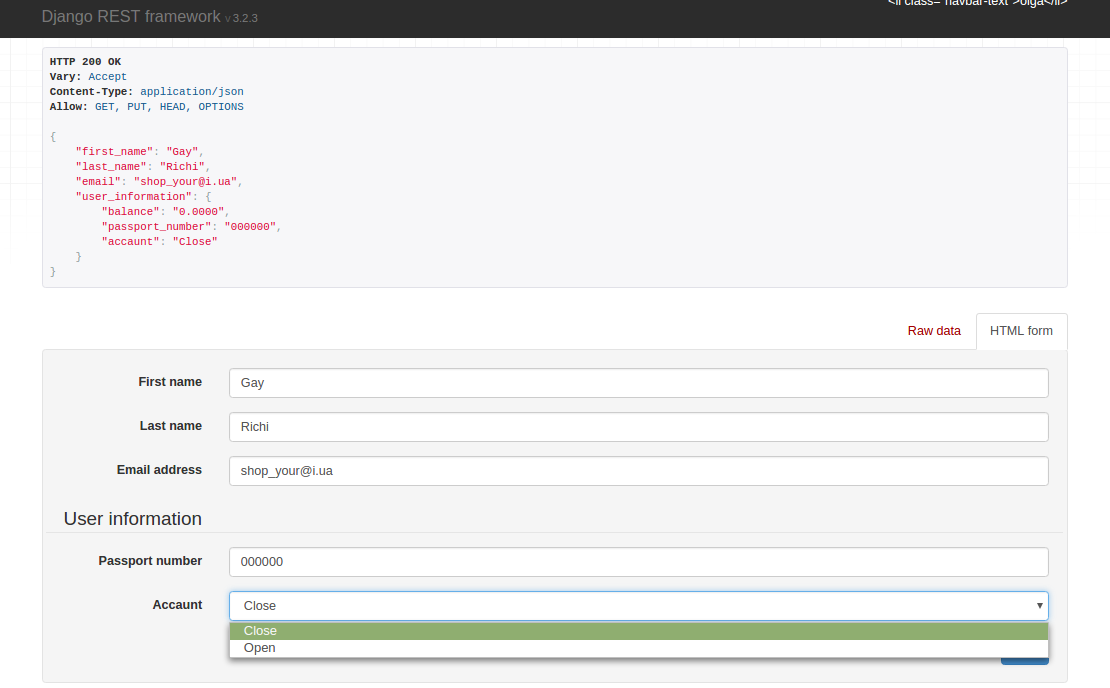 Django REST framework v 3.2.3
<li class="navbar-text">olga</li>
HTTP 200 OK
Vary: Accept
Content-Type: application/json
Allow: GET, PUT, HEAD, OPTIONS
{
"first_name": "Gay",
"last_name": "Richi",
"email": "shop_your@i.ua",
"user_information": {
"balance": "0.0000",
"passport_number": "000000",
"accaunt": "Close"
}
}
Raw data HTML form
First name Gay
Last name Richi
Email address shop_your@i.ua
User information
Passport number 000000
Accaunt Close
Close
Open